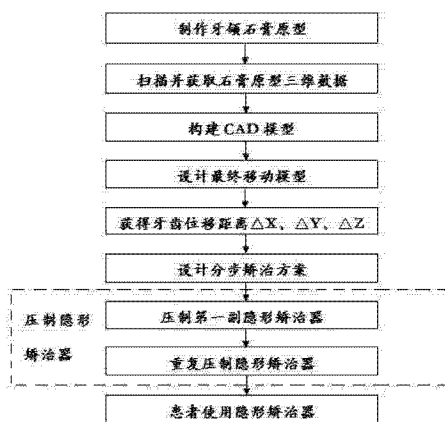 制作牙颌石膏原型
扫描并获取石膏原型三维数据
构建CAD模型
设计最终移动模型
获得牙齿位移距离△X、△Y、△Z
设计分步矫治方案
压制隐形
矫治器
压制第一副隐形矫治器
重复压制隐形矫治器
患者使用隐形矫治器